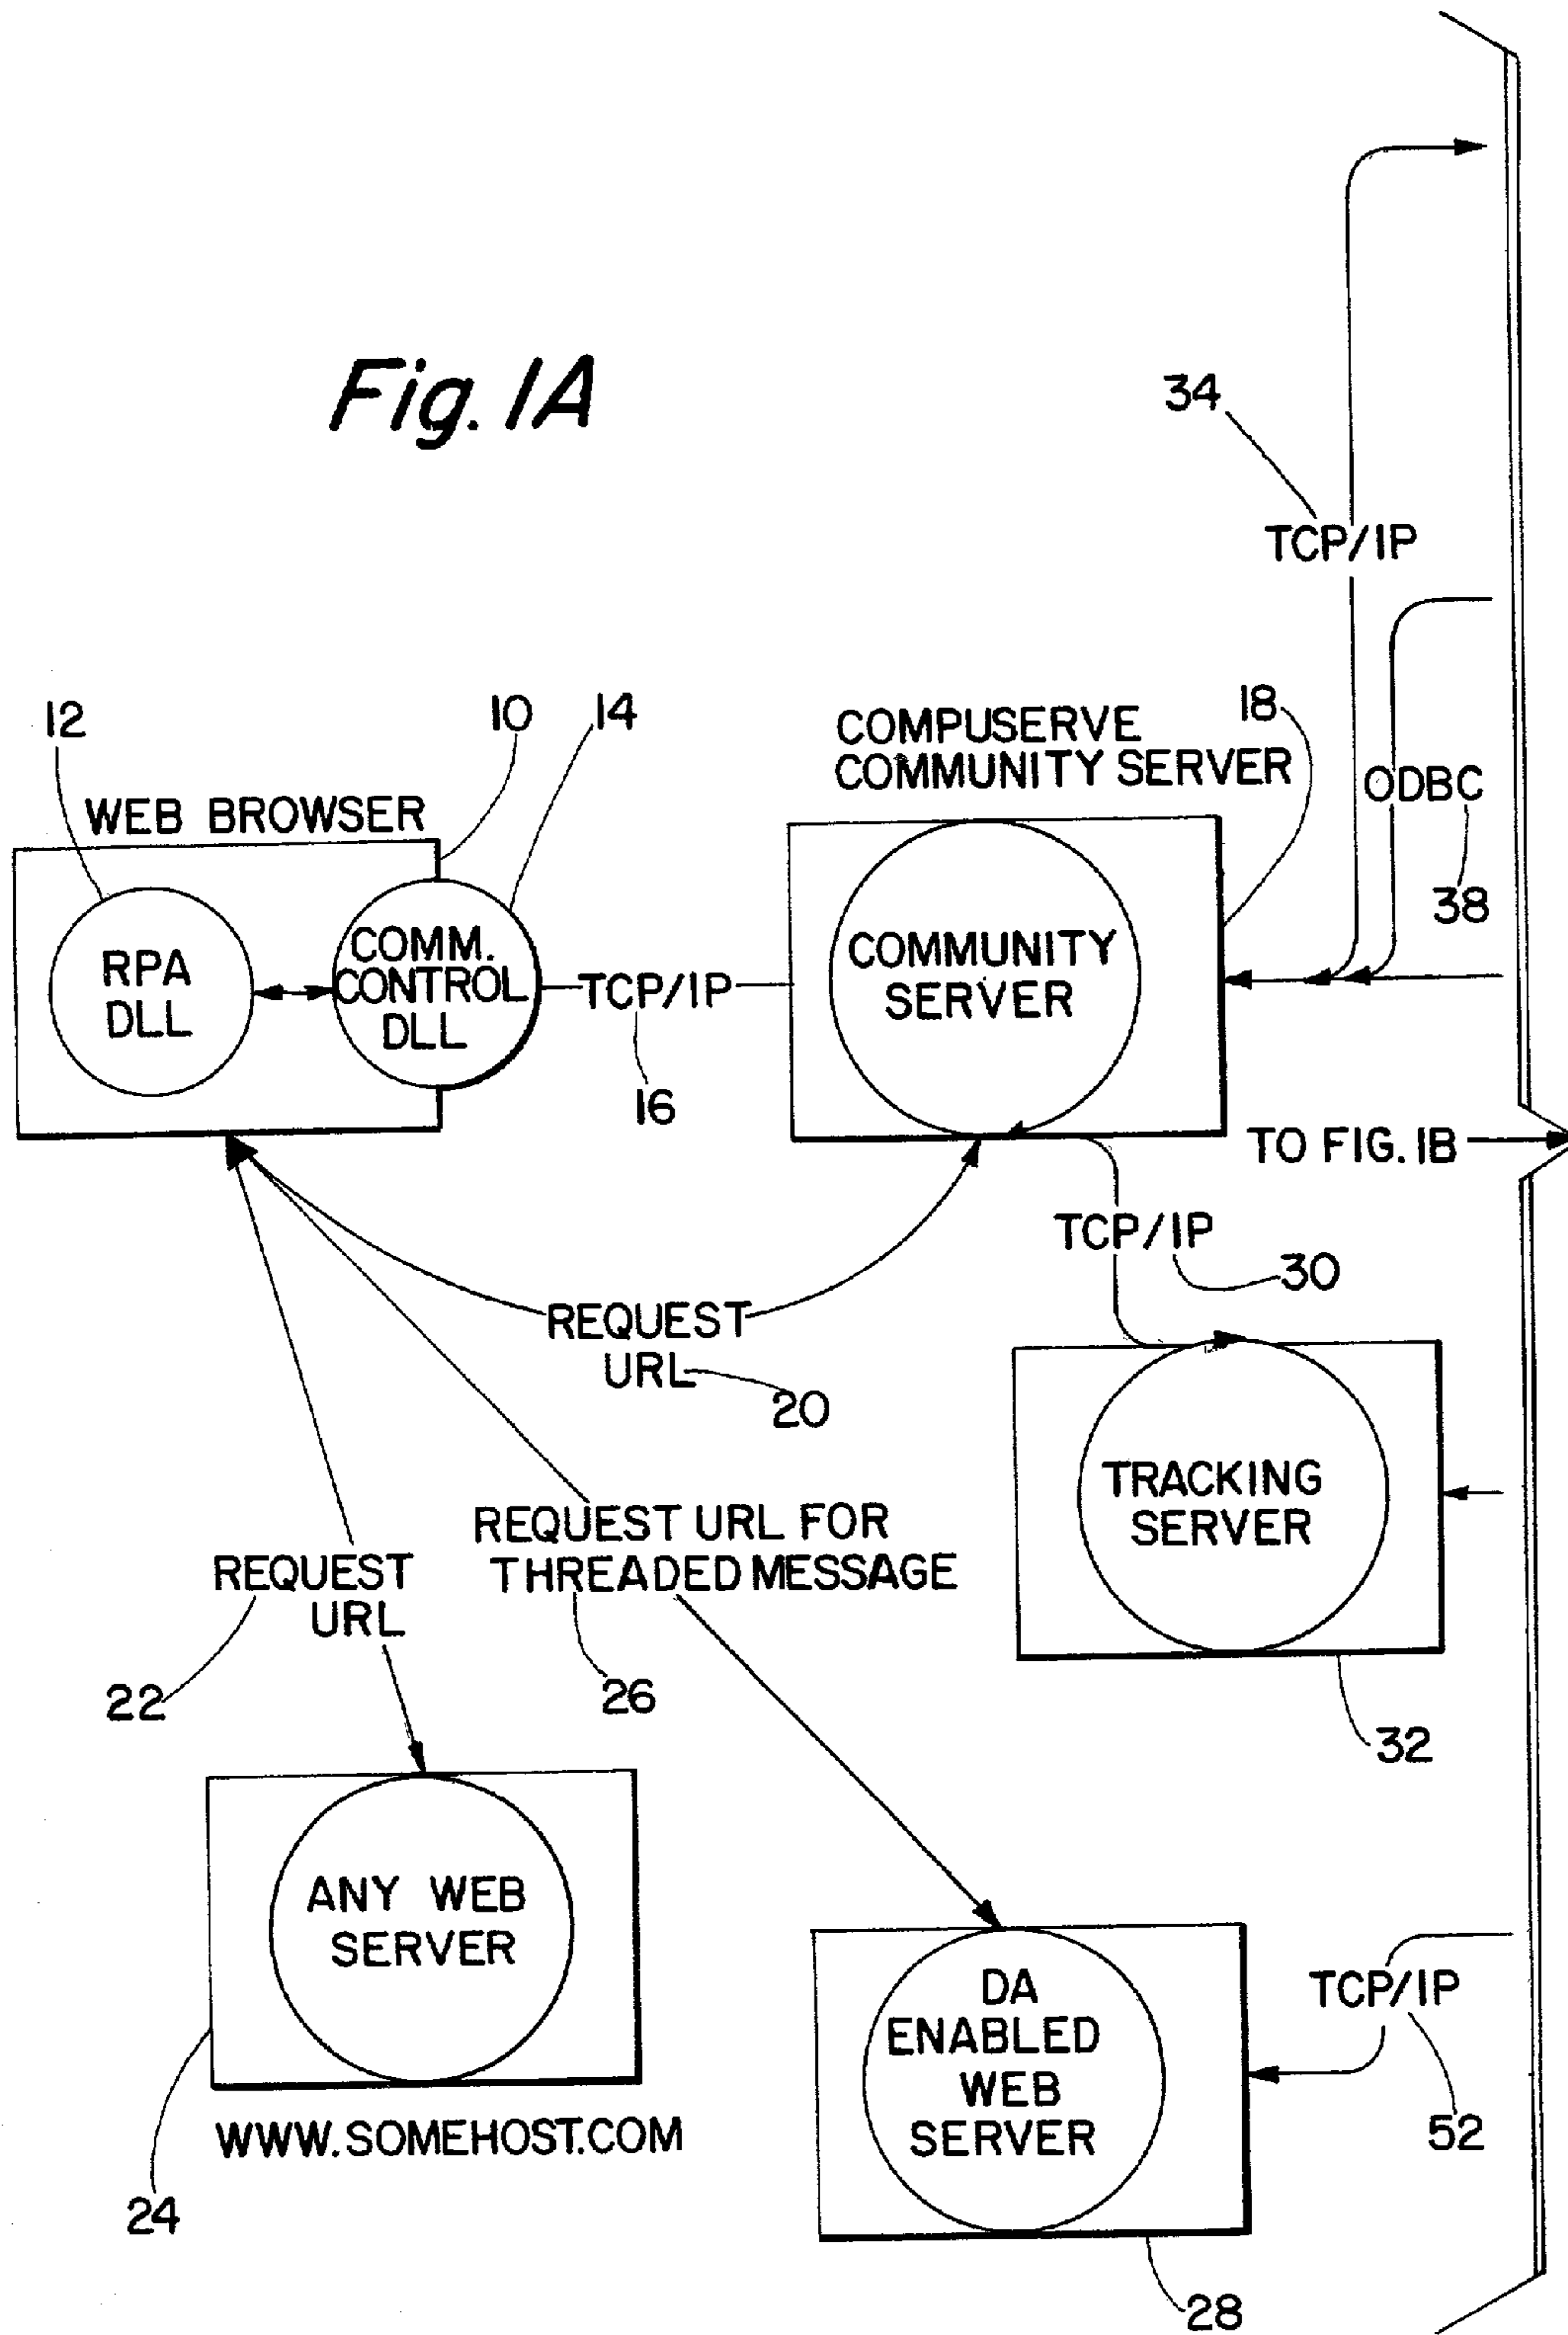 Fig. 1A
34
TCP/IP
12
10
14
18
COMPUSERVE
COMMUNITY SERVER
WEB BROWSER
ODBC
38
RPA
DLL
COMM.
CONTROL
DLL
TCP/IP
16
COMMUNITY
SERVER
TO FIG. 1B
TCP/IP
30
REQUEST
URL
20
TRACKING
SERVER
32
REQUEST URL FOR
THREADED MESSAGE
26
REQUEST
URL
22
ANY WEB
SERVER
WWW.SOMEHOST.COM
24
DA
ENABLED
WEB
SERVER
28
TCP/IP
52